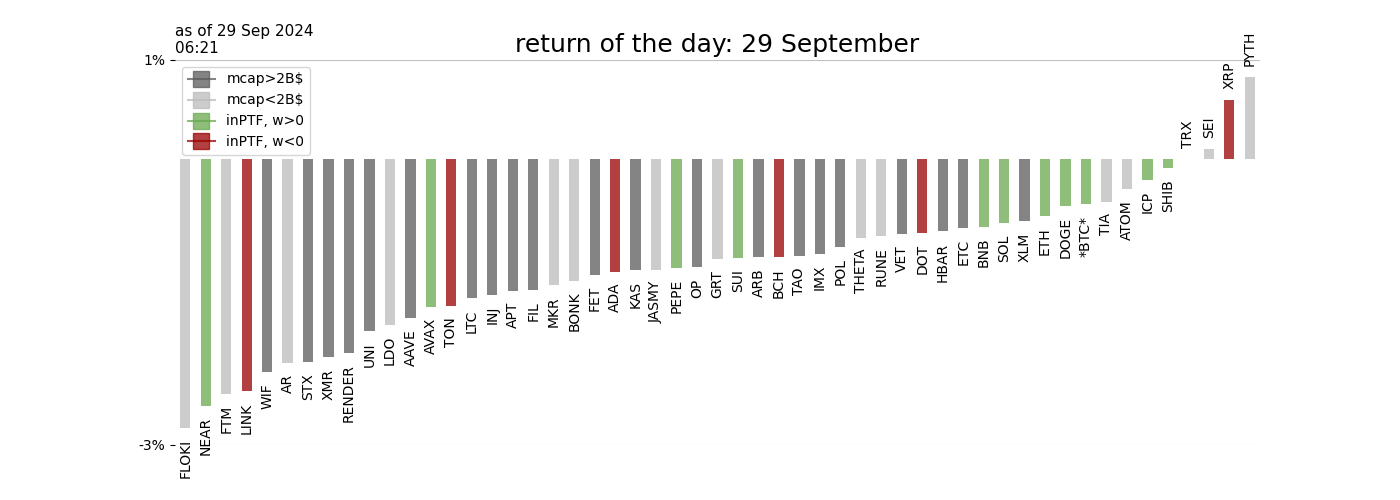 as of 29 Sep 2024
06:21
return of the day: 29 September
1%
mcap>2B$
mcap<2B$
inPTF, w>0
inPTF, w<0
-3%
FLOKI
NEAR
FTM
LINK
WIF
AR
STX
XMR
RENDER
UNI
LDO
AAVE
AVAX
TON
LTC
INJ
APT
FIL
MKR
BONK
FET
ADA
KAS
JASMY
PEPE
OP
GRT
SUI
ARB
BCH
TAO
IMX
POL
THETA
RUNE
VET
DOT
HBAR
ETC
BNB
SOL
XLM
ETH
DOGE
*BTC*
TIA
ATOM
ICP
SHIB
TRX
SEI
XRP
PYTH